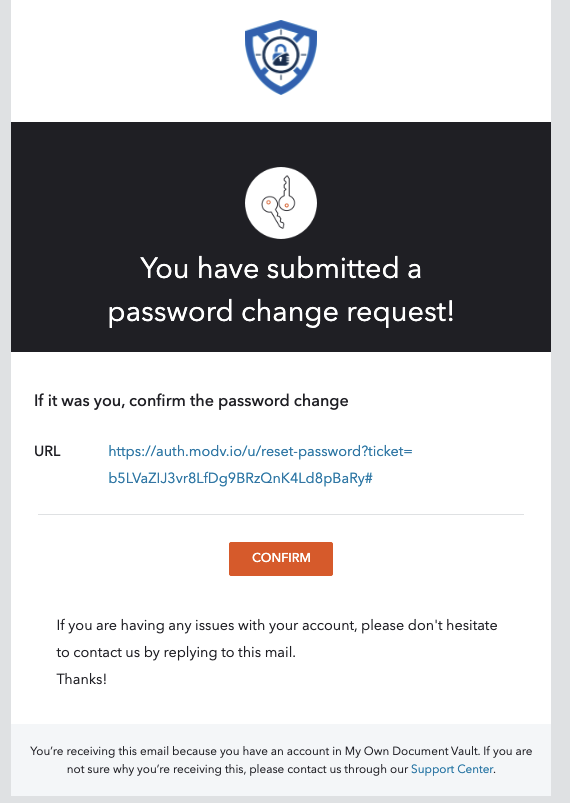 You have submitted a
password change request!
If it was you, confirm the password change
URL
https://auth.modv.io/u/reset-password?ticket=
b5LVaZIJ3vr8LfDg9BRzQnK4Ld8pBaRy#
CONFIRM
If you are having any issues with your account, please don't hesitate
to contact us by replying to this mail.
Thanks!
You’re receiving this email because you have an account in My Own Document Vault. If you are
not sure why you’re receiving this, please contact us through our Support Center.